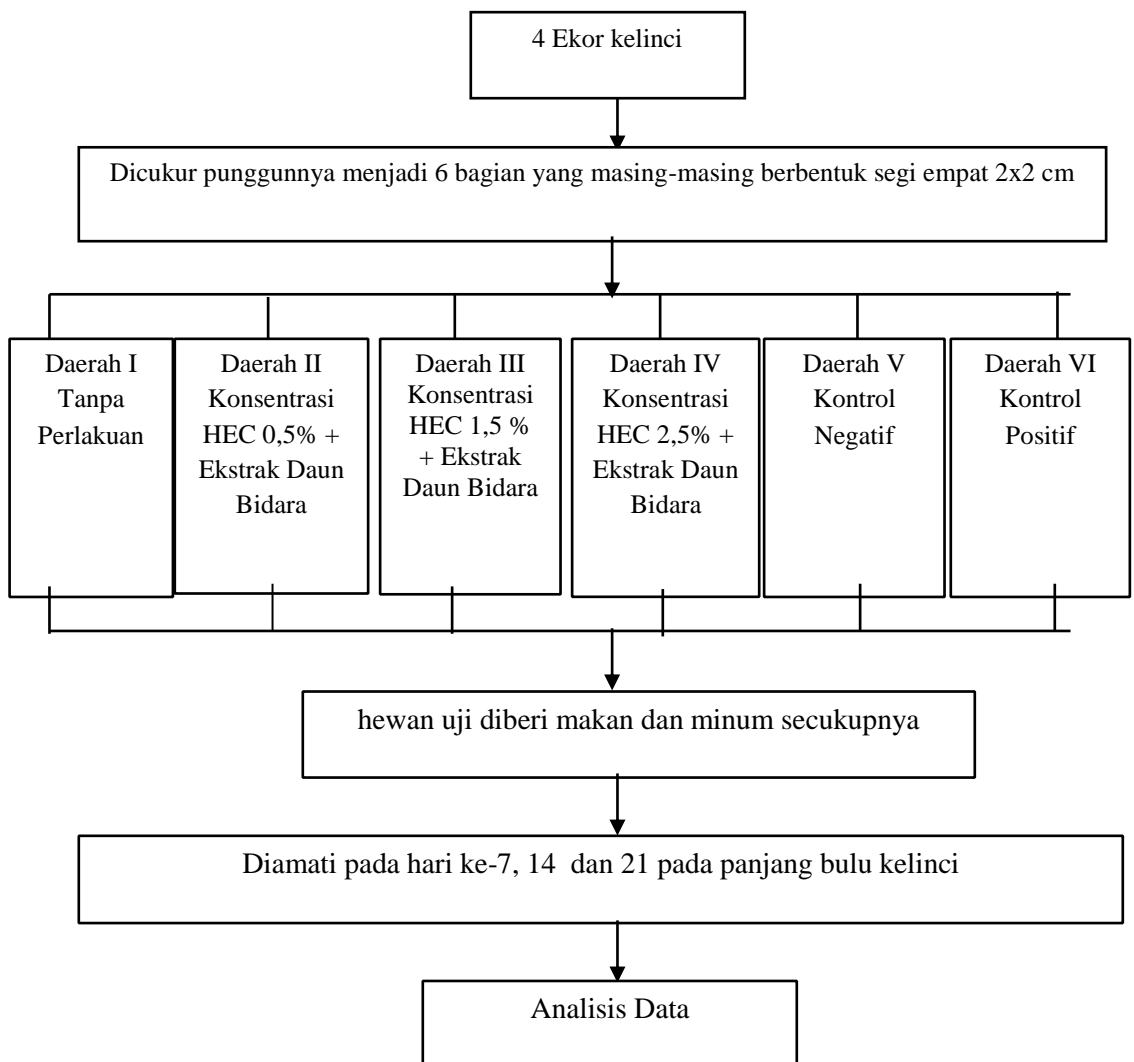 4 Ekor kelinci
Dicukur punggunnya menjadi 6 bagian yang masing-masing berbentuk segi empat 2x2 cm
Daerah I
Tanpa
Perlakuan
Daerah II
Konsentrasi
HEC 0,5% +
Ekstrak Daun
Bidara
Daerah III
Konsentrasi
HEC 1,5 %
+ Ekstrak
Daun Bidara
Daerah IV
Konsentrasi
HEC 2,5% +
Ekstrak Daun
Bidara
Daerah V
Kontrol
Negatif
Daerah VI
Kontrol
Positif
hewan uji diberi makan dan minum secukupnya
Diamati pada hari ke-7, 14 dan 21 pada panjang bulu kelinci
Analisis Data